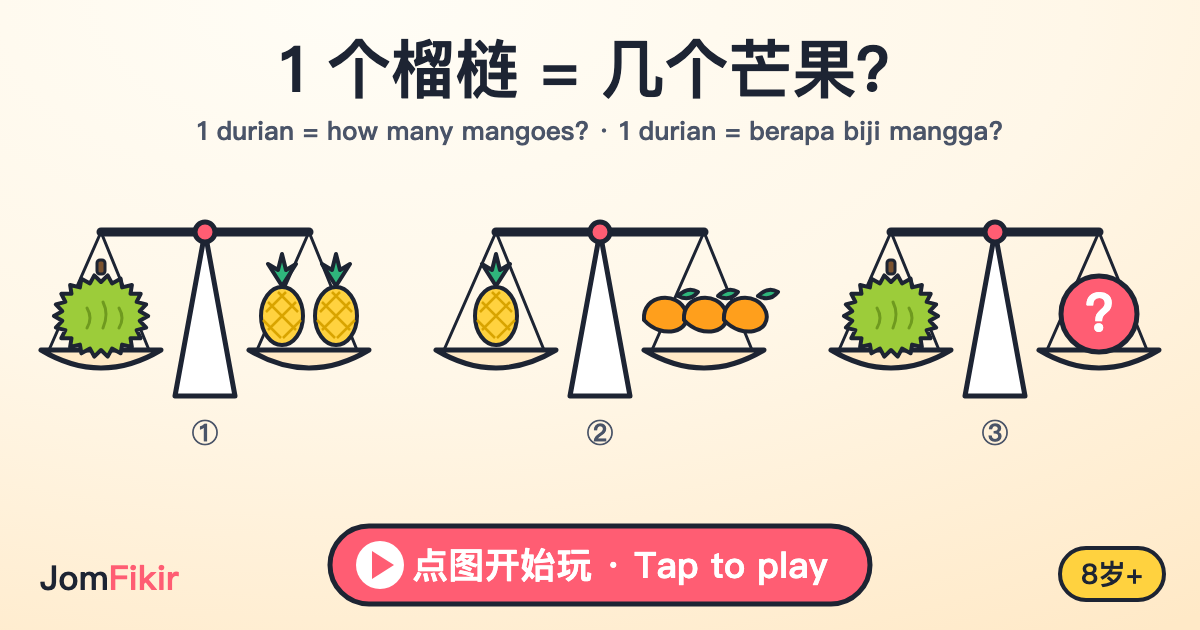 1 个榴梿 = 几个芒果?
1 durian = how many mangoes? · 1 durian = berapa biji mangga?
?
① ② ③
点图开始玩 · Tap to play
JomFikir
8岁+